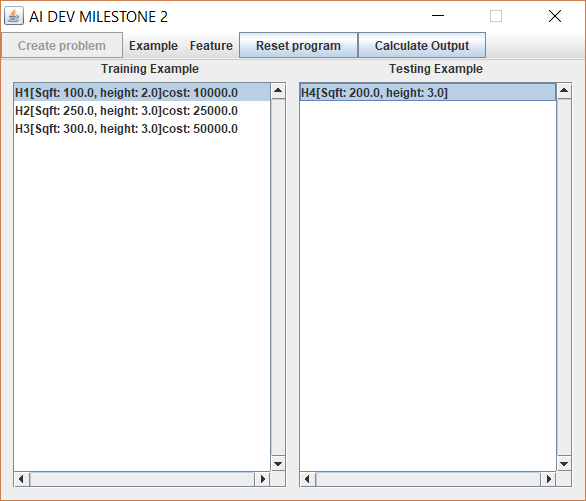 AI DEV MILESTONE 2
Create problem Example Feature Reset program Calculate Output
Training Example Testing Example
H1[Sqft: 100.0, height: 2.0]cost: 10000.0
H2[Sqft: 250.0, height: 3.0]cost: 25000.0
H3[Sqft: 300.0, height: 3.0]cost: 50000.0
H4[Sqft: 200.0, height: 3.0]